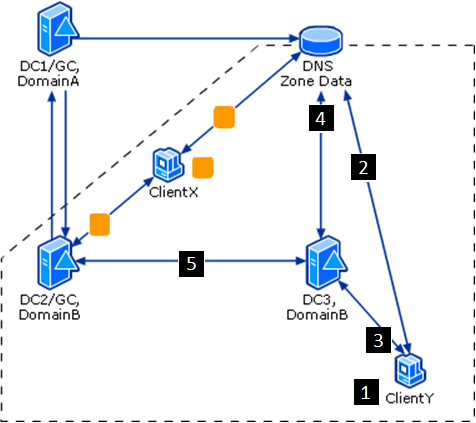 DC1/GC,
DomainA
DNS
Zone Data
4
2
ClientX
5
DC2/GC,
DomainB
DC3,
DomainB
3
1
ClientY